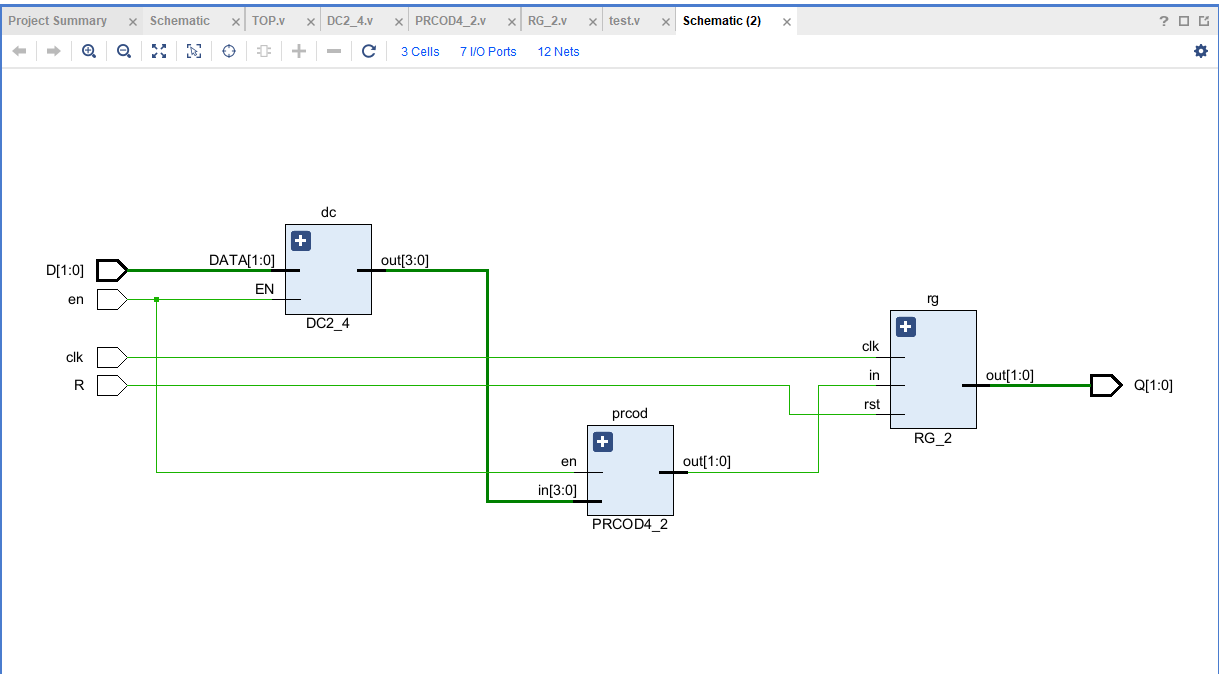 Project Summary × Schematic × TOP.v × DC2_4.v × PRCOD4_2.v × RG_2.v × test.v × Schematic (2) × ?
3 Cells 7 I/O Ports 12 Nets
dc
D[1:0] DATA[1:0] out[3:0]
en EN
DC2_4
rg
clk clk
in out[1:0] Q[1:0]
R rst
RG_2
prcod
en out[1:0]
in[3:0]
PRCOD4_2